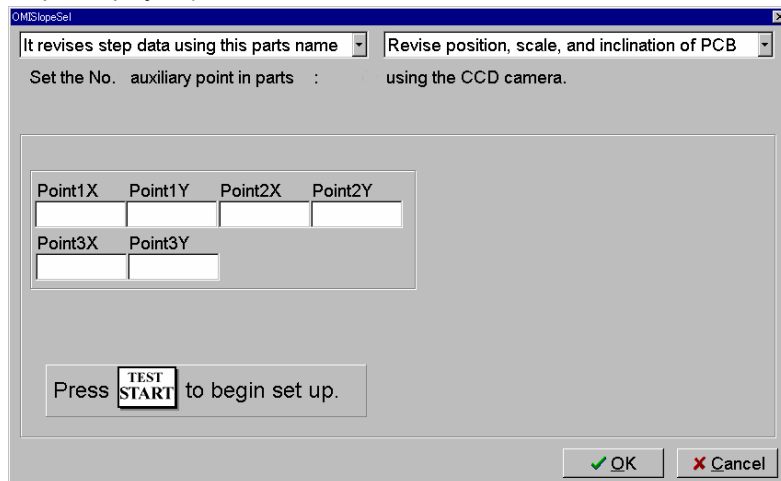 OMISlopeSel
It revises step data using this parts name Revise position, scale, and inclination of PCB
Set the No. auxiliary point in parts : using the CCD camera.
Point1X Point1Y Point2X Point2Y
Point3X Point3Y
Press TEST START to begin set up.
OK Cancel